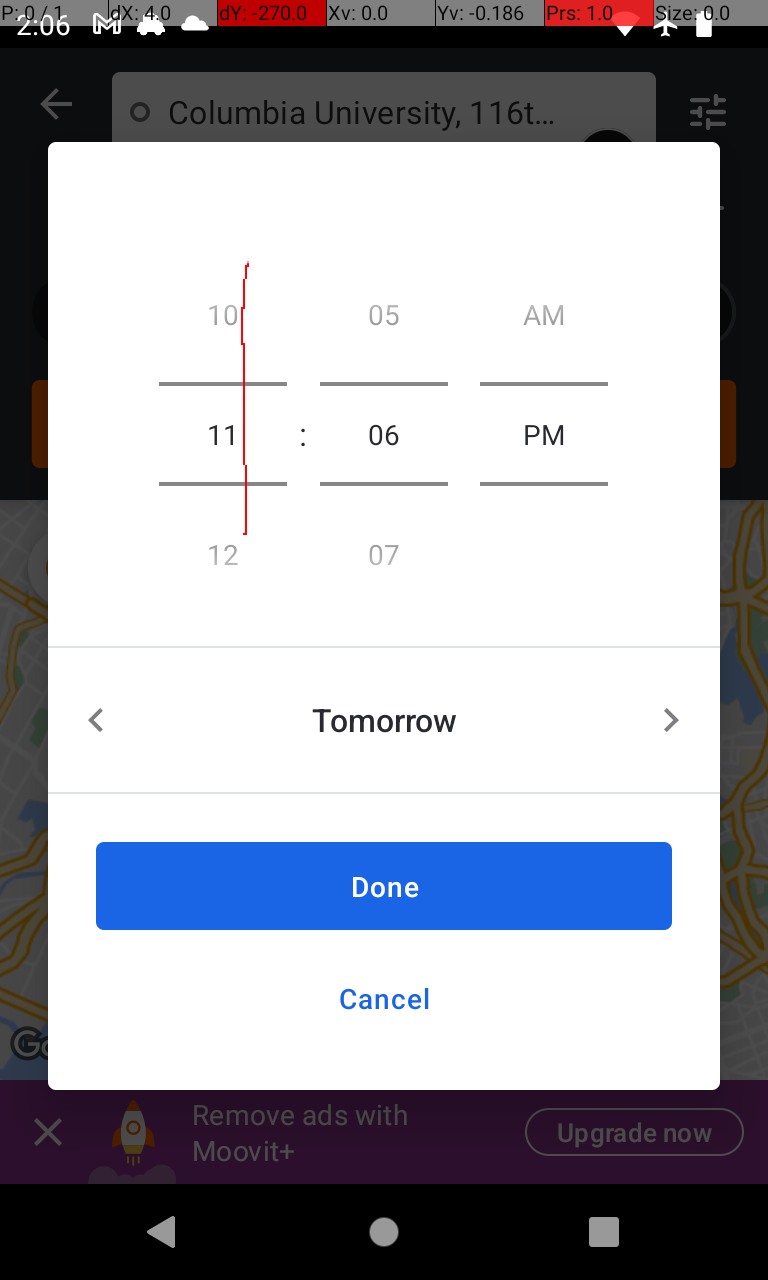 P: 0 / 1
dX: 4.0
dY: -270.0
Xv: 0.0
Yv: -0.186
Prs: 1.0
Size: 0.0
2:06
Columbia University, 116t...
10 05 AM
11 : 06 PM
12 07
Tomorrow
Done
Cancel
Remove ads with
Moovit+
Upgrade now